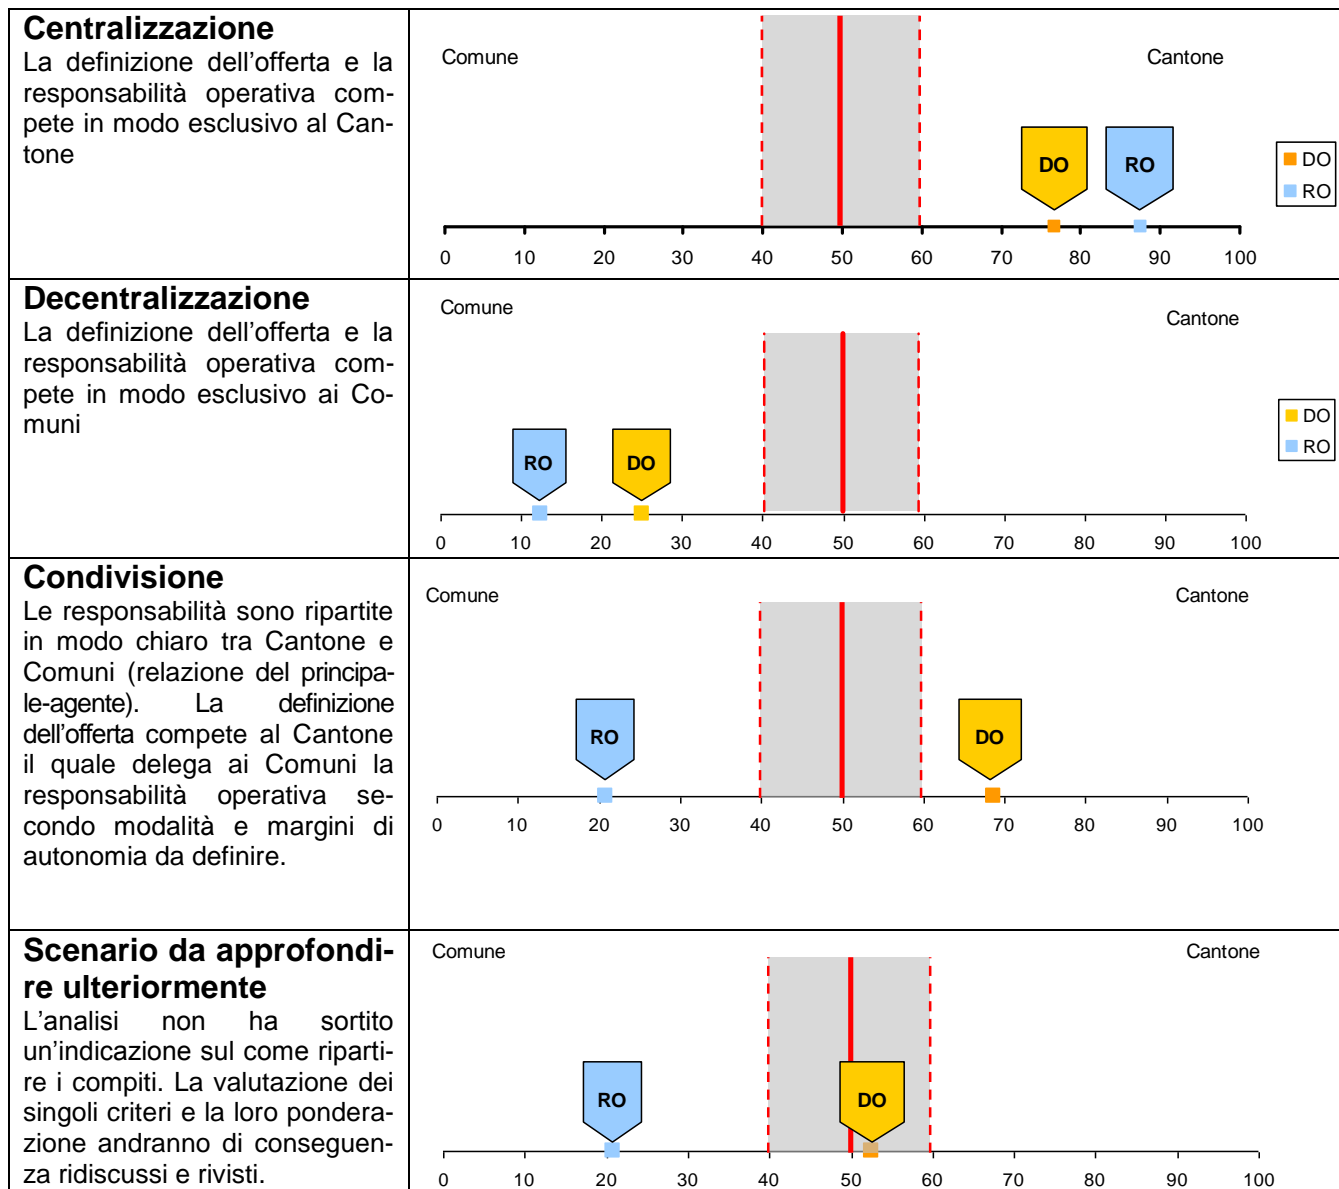 Centralizzazione
La definizione dell'offerta e la
responsabilità operativa com-
pete in modo esclusivo al Can-
tone
Comune
Cantone
DO
RO
DO
RO
0 10 20 30 40 50 60 70 80 90 100
Decentralizzazione
La definizione dell'offerta e la
responsabilità operativa com-
pete in modo esclusivo ai Co-
muni
Comune
Cantone
RO
DO
DO
RO
0 10 20 30 40 50 60 70 80 90 100
Condivisione
Le responsabilità sono ripartite
in modo chiaro tra Cantone e
Comuni (relazione del principa-
le-agente). La definizione
dell'offerta compete al Cantone
il quale delega ai Comuni la
responsabilità operativa se-
condo modalità e margini di
autonomia da definire.
Comune
Cantone
RO
DO
0 10 20 30 40 50 60 70 80 90 100
Scenario da approfondi-
re ulteriormente
L'analisi non ha sortito
un'indicazione sul come riparti-
re i compiti. La valutazione dei
singoli criteri e la loro pondera-
zione andranno di conseguen-
za ridiscussi e rivisti.
Comune
Cantone
RO
DO
0 10 20 30 40 50 60 70 80 90 100